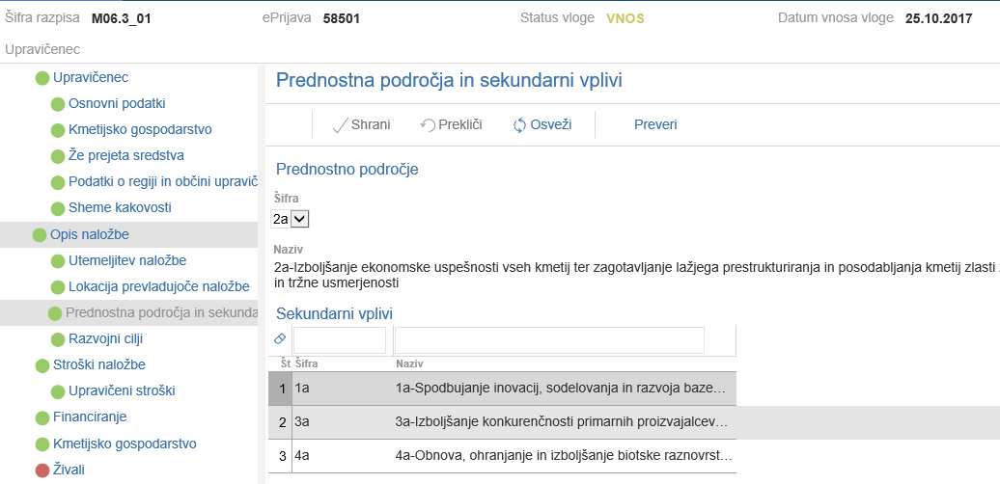 Šifra razpisa M06.3_01 ePrijava 58501 Status vloge VNOS Datum vnosa vloge 25.10.2017
Upravičenec
Upravičenec
Osnovni podatki
Kmetijsko gospodarstvo
Že prejeta sredstva
Podatki o regiji in občini upravič
Sheme kakovosti
Opis naložbe
Utemeljitev naložbe
Lokacija prevladujoče naložbe
Prednostna področja in sekunda
Razvojni cilji
Stroški naložbe
Upravičeni stroški
Financiranje
Kmetijsko gospodarstvo
Živali
Prednostna področja in sekundarni vplivi
Shrani Prekliči Osveži Preveri
Prednostno področje
Šifra
2a
Naziv
2a-Izboljšanje ekonomske uspešnosti vseh kmetij ter zagotavljanje lažjega prestrukturiranja in posodabljanja kmetij zlasti
in tržne usmerjenosti
Sekundarni vplivi
Št Šifra Naziv
1 1a 1a-Spodbujanje inovacij, sodelovanja in razvoja baze…
2 3a 3a-Izboljšanje konkurenčnosti primarnih proizvajalcev…
3 4a 4a-Obnova, ohranjanje in izboljšanje biotske raznovrst…